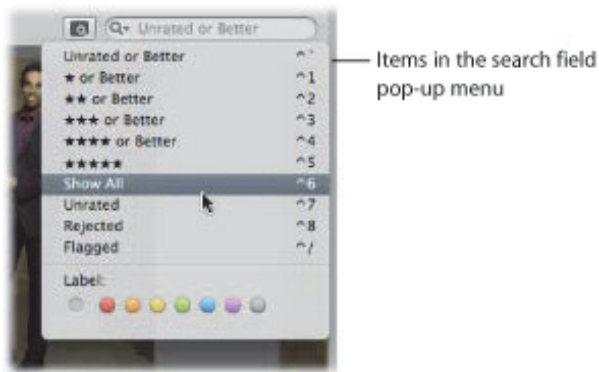 Unrated or Better
Unrated or Better ^`
★ or Better ^1
★★ or Better ^2
★★★ or Better ^3
★★★★ or Better ^4
★★★★★ ^5
Show All ^6
Unrated ^7
Rejected ^8
Flagged ^/
Label:
Items in the search field
pop-up menu